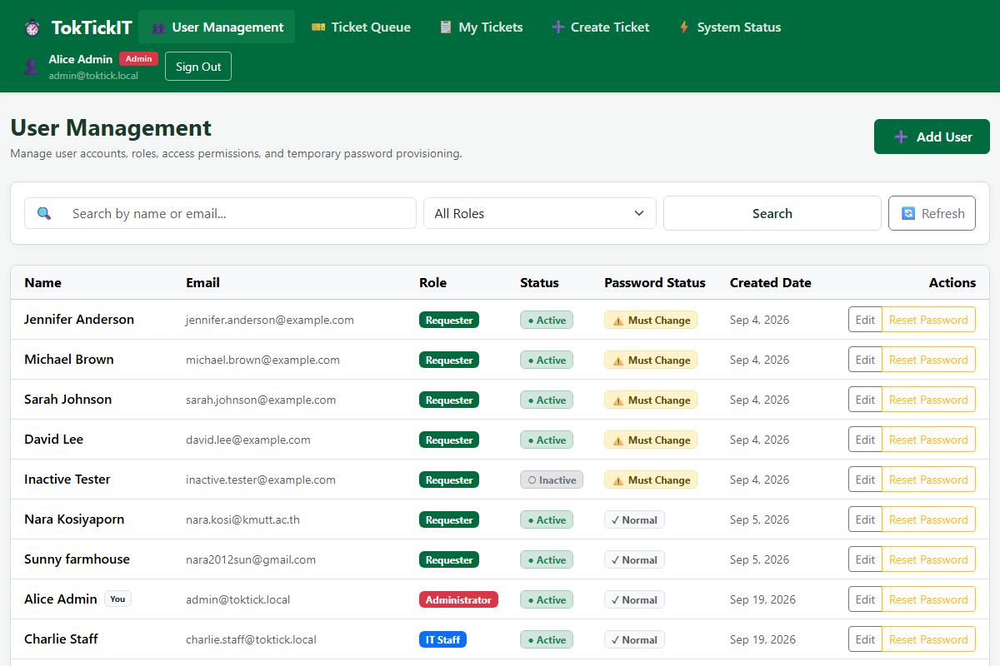 TokTickIT User Management Ticket Queue My Tickets Create Ticket System Status
Alice Admin Admin
admin@toktick.local
Sign Out
User Management
Manage user accounts, roles, access permissions, and temporary password provisioning.
Add User
Search by name or email... All Roles Search Refresh
Name Email Role Status Password Status Created Date Actions
Jennifer Anderson jennifer.anderson@example.com Requester ● Active ⚠ Must Change Sep 4, 2026 Edit Reset Password
Michael Brown michael.brown@example.com Requester ● Active ⚠ Must Change Sep 4, 2026 Edit Reset Password
Sarah Johnson sarah.johnson@example.com Requester ● Active ⚠ Must Change Sep 4, 2026 Edit Reset Password
David Lee david.lee@example.com Requester ● Active ⚠ Must Change Sep 4, 2026 Edit Reset Password
Inactive Tester inactive.tester@example.com Requester ○ Inactive ⚠ Must Change Sep 4, 2026 Edit Reset Password
Nara Kosiyaporn nara.kosi@kmutt.ac.th Requester ● Active ✓ Normal Sep 5, 2026 Edit Reset Password
Sunny farmhouse nara2012sun@gmail.com Requester ● Active ✓ Normal Sep 5, 2026 Edit Reset Password
Alice Admin You admin@toktick.local Administrator ● Active ✓ Normal Sep 19, 2026 Edit Reset Password
Charlie Staff charlie.staff@toktick.local IT Staff ● Active ✓ Normal Sep 19, 2026 Edit Reset Password